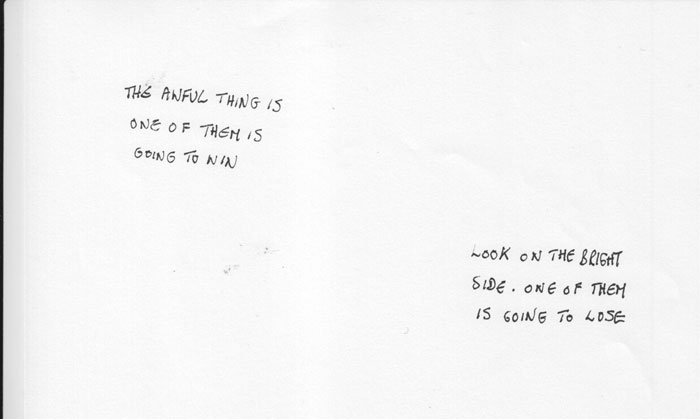 THE AWFUL THING IS
ONE OF THEM IS
GOING TO WIN
LOOK ON THE BRIGHT
SIDE. ONE OF THEM
IS GOING TO LOSE